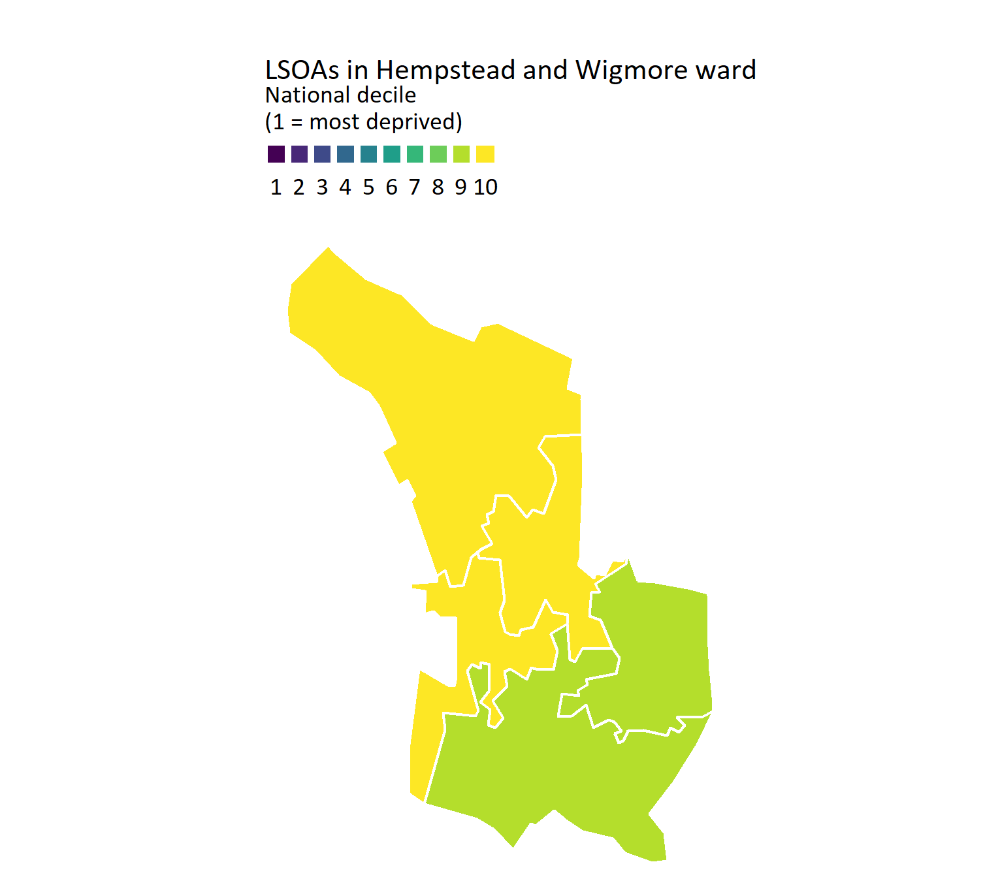 LSOAs in Hempstead and Wigmore ward
National decile
(1 = most deprived)
1 2 3 4 5 6 7 8 9 10